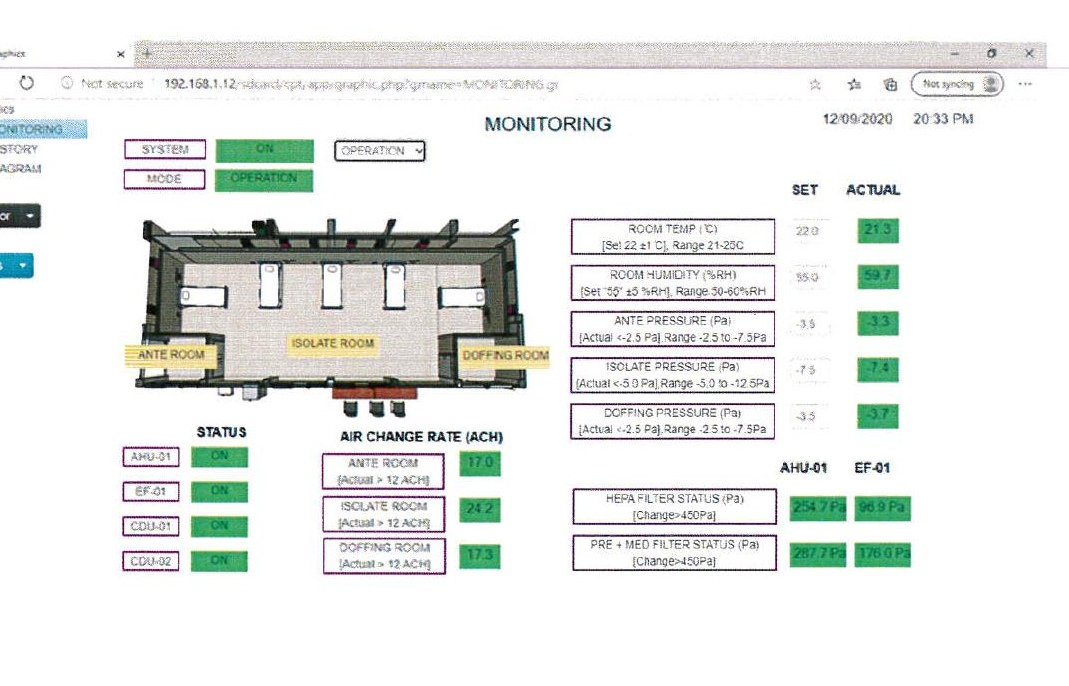 aphics
Not secure
192.168.1.12/sdcard/cpt/app/graphic.php?grname=MONITORING.gr
Not syncing
ics
ONITORING
STORY
AGRAM
or
MONITORING
12/09/2020 20:33 PM
SYSTEM ON OPERATION
MODE OPERATION
SET ACTUAL
ROOM TEMP (°C)
[Set 22 ±1°C], Range 21-25C
22.0 21.3
ROOM HUMIDITY (%RH)
[Set "55" ±5 %RH], Range 50-60%RH
55.0 59.7
ANTE PRESSURE (Pa)
[Actual <-2.5 Pa],Range -2.5 to -7.5Pa
-3.5 -3.3
ISOLATE PRESSURE (Pa)
[Actual <-5.0 Pa],Range -5.0 to -12.5Pa
-7.5 -7.4
DOFFING PRESSURE (Pa)
[Actual <-2.5 Pa],Range -2.5 to -7.5Pa
-3.5 -3.7
ANTE ROOM
ISOLATE ROOM
DOFFING ROOM
STATUS
AHU-01 ON
EF-01 ON
CDU-01 ON
CDU-02 ON
AIR CHANGE RATE (ACH)
ANTE ROOM
[Actual > 12 ACH]
17.0
ISOLATE ROOM
[Actual > 12 ACH]
24.2
DOFFING ROOM
[Actual > 12 ACH]
17.3
AHU-01 EF-01
HEPA FILTER STATUS (Pa)
[Change>450Pa]
254.7 Pa 96.9 Pa
PRE + MED FILTER STATUS (Pa)
[Change>450Pa]
287.7 Pa 176.0 Pa